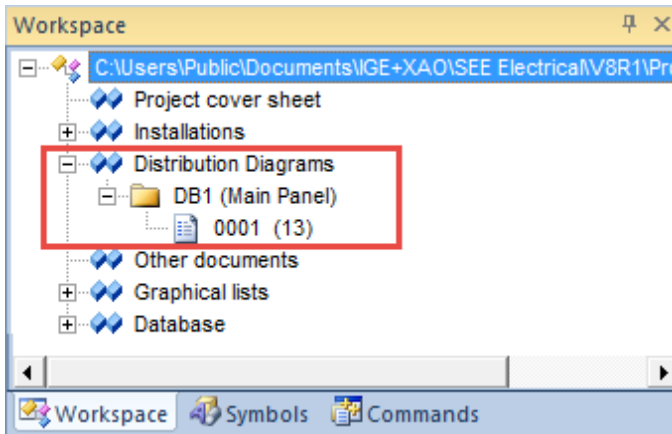 Workspace
C:\Users\Public\Documents\IGE+XAO\SEE Electrical\V8R1\Pr
Project cover sheet
Installations
Distribution Diagrams
DB1 (Main Panel)
0001 (13)
Other documents
Graphical lists
Database
Workspace Symbols Commands